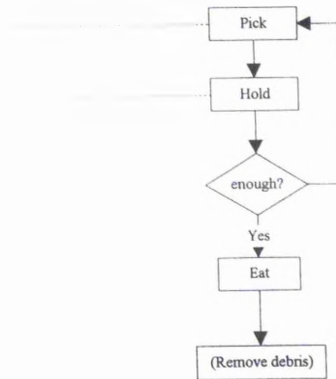 Pick
Hold
enough?
Yes
Eat
(Remove debris)